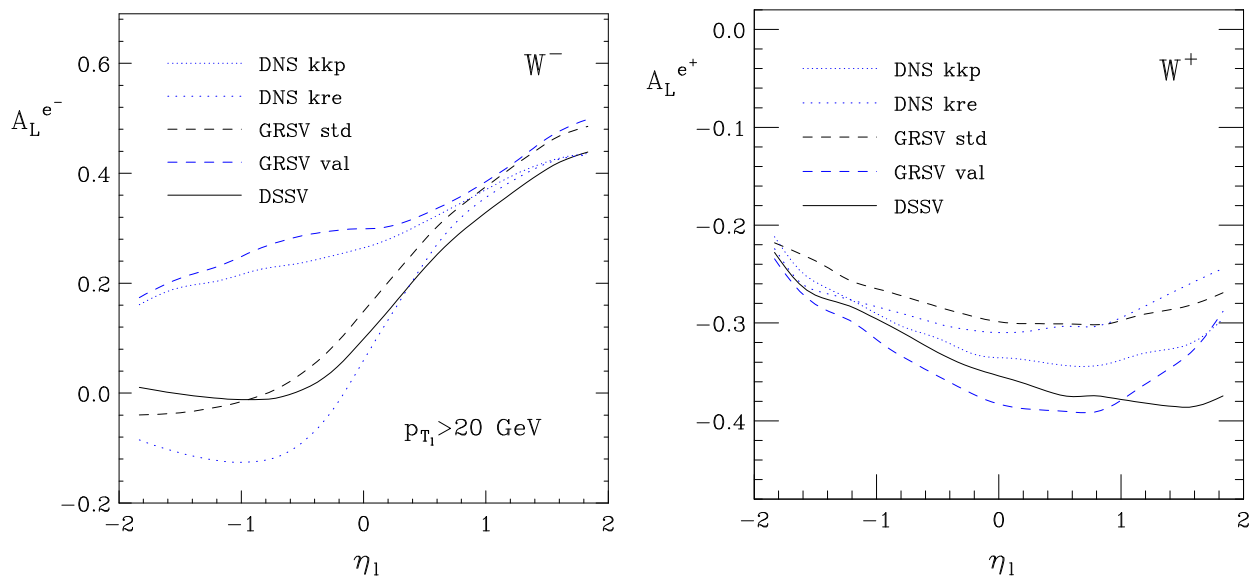 W⁻
A_L^{e⁻}
DNS kkp
DNS kre
GRSV std
GRSV val
DSSV
p_{T_l}>20 GeV
0.6
0.4
0.2
0.0
−0.2
−2
−1
0
1
2
η_l
W⁺
A_L^{e⁺}
DNS kkp
DNS kre
GRSV std
GRSV val
DSSV
−0.0
−0.1
−0.2
−0.3
−0.4
−2
−1
0
1
2
η_l